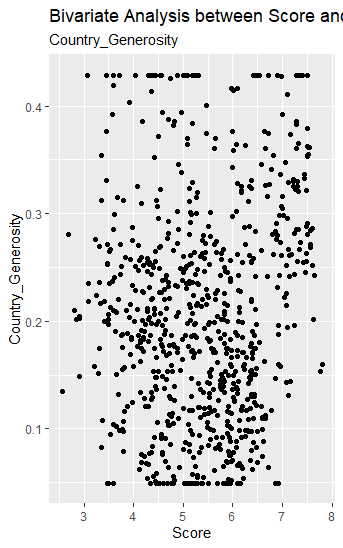 Bivariate Analysis between Score and
Country_Generosity
0.4
0.3
0.2
0.1
Country_Generosity
3 4 5 6 7 8
Score